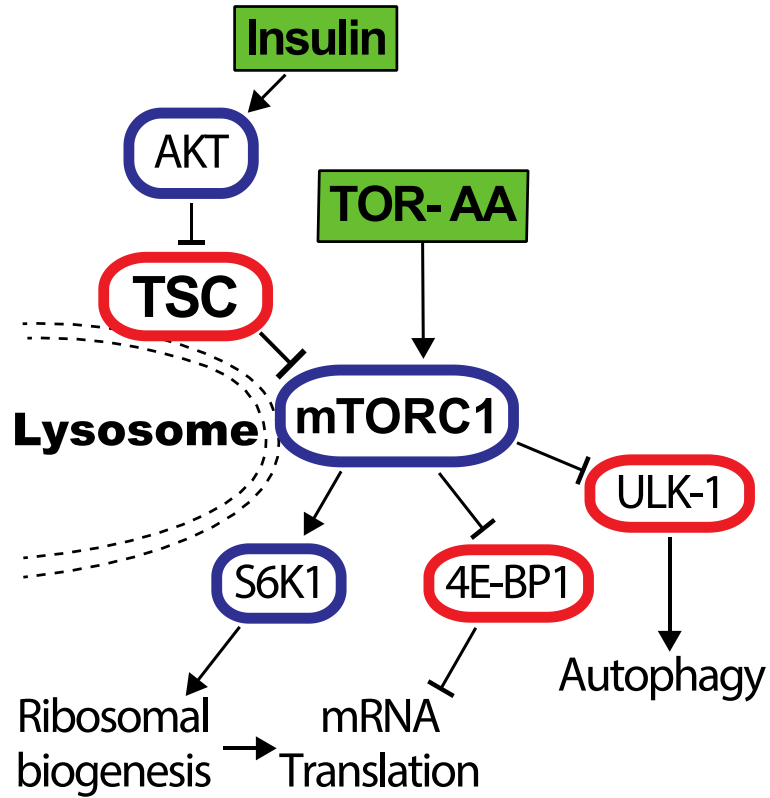 Insulin
AKT
TOR- AA
TSC
Lysosome
mTORC1
ULK-1
S6K1
4E-BP1
Autophagy
Ribosomal
biogenesis
mRNA
Translation